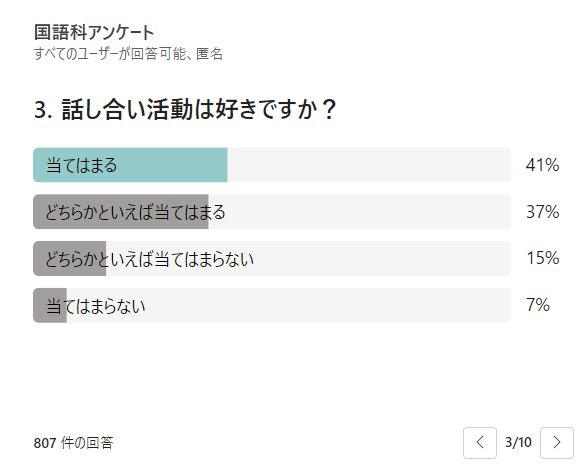 国語科アンケート
すべてのユーザーが回答可能、匿名
3. 話し合い活動は好きですか？
当てはまる 41%
どちらかといえば当てはまる 37%
どちらかといえば当てはまらない 15%
当てはまらない 7%
807 件の回答
3/10